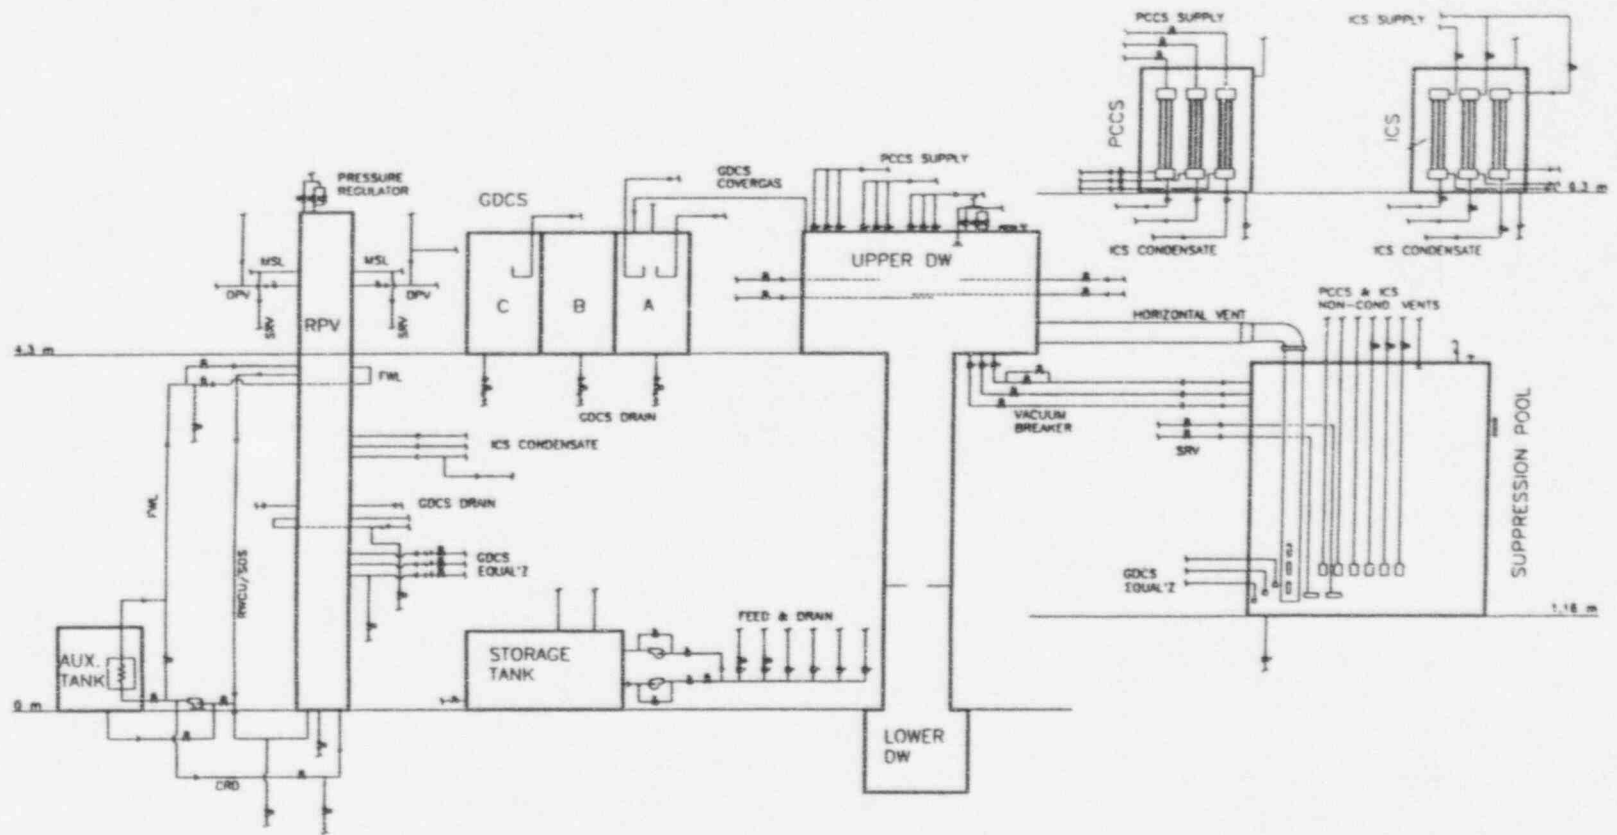 PCCS SUPPLY
ICS SUPPLY
PCCS
ICS
PRESSURE
REGULATOR
GDCS
COVERGAS
PCCS SUPPLY
GDCS
ICS CONDENSATE
ICS CONDENSATE
MSL
MSL
DPV
DPV
SRV
SRV
RPV
C
B
A
UPPER DW
PCCS & ICS
NON-COND VENTS
HORIZONTAL VENT
4.3 m
FWL
GDCS DRAIN
VACUUM
BREAKER
ICS CONDENSATE
SRV
SUPPRESSION POOL
FWL
GDCS DRAIN
RWCU/SDS
GDCS
EQUAL'Z
GDCS
EQUAL'Z
1.16 m
FEED & DRAIN
STORAGE
TANK
AUX.
TANK
0 m
LOWER
DW
CRD